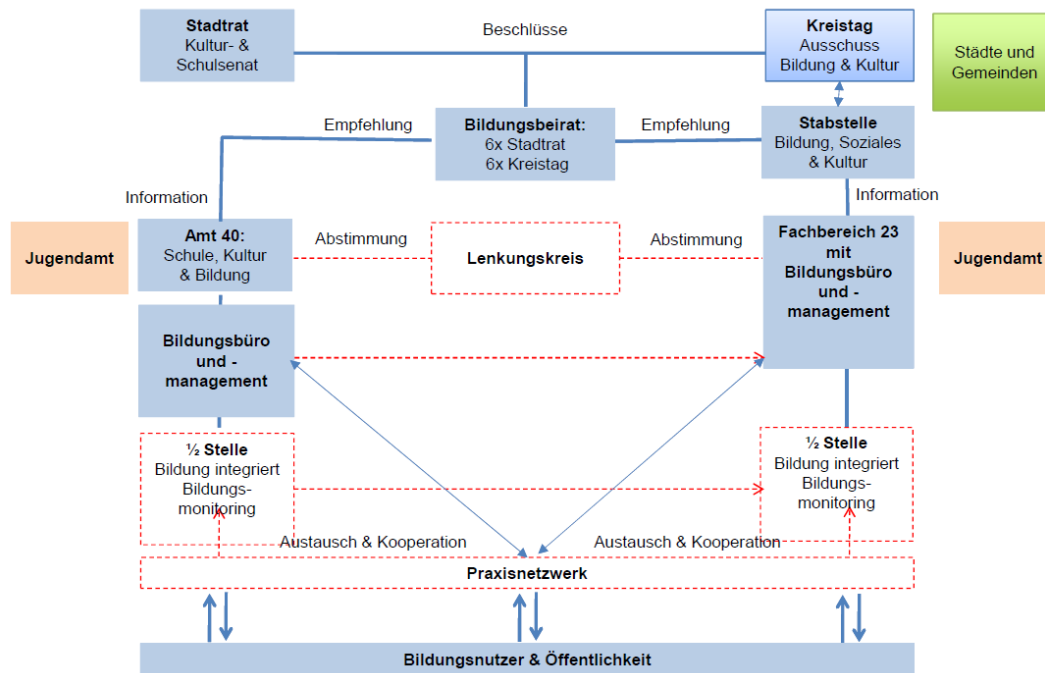 Stadtrat
Kultur- &
Schulsenat
Beschlüsse
Kreistag
Ausschuss
Bildung & Kultur
Städte und
Gemeinden
Empfehlung
Bildungsbeirat:
6x Stadtrat
6x Kreistag
Empfehlung
Stabstelle
Bildung, Soziales
& Kultur
Information
Information
Jugendamt
Amt 40:
Schule, Kultur
& Bildung
Abstimmung
Lenkungskreis
Abstimmung
Fachbereich 23
mit
Bildungsbüro
und -
management
Jugendamt
Bildungsbüro
und -
management
½ Stelle
Bildung integriert
Bildungs-
monitoring
½ Stelle
Bildung integriert
Bildungs-
monitoring
Austausch & Kooperation
Austausch & Kooperation
Praxisnetzwerk
Bildungsnutzer & Öffentlichkeit